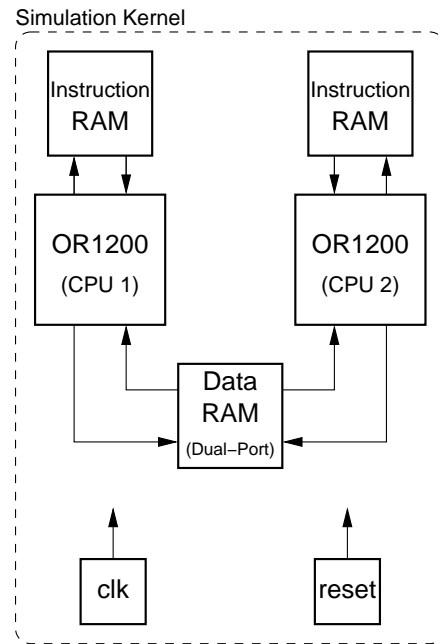 Simulation Kernel
Instruction
RAM
Instruction
RAM
OR1200
(CPU 1)
OR1200
(CPU 2)
Data
RAM
(Dual−Port)
clk
reset